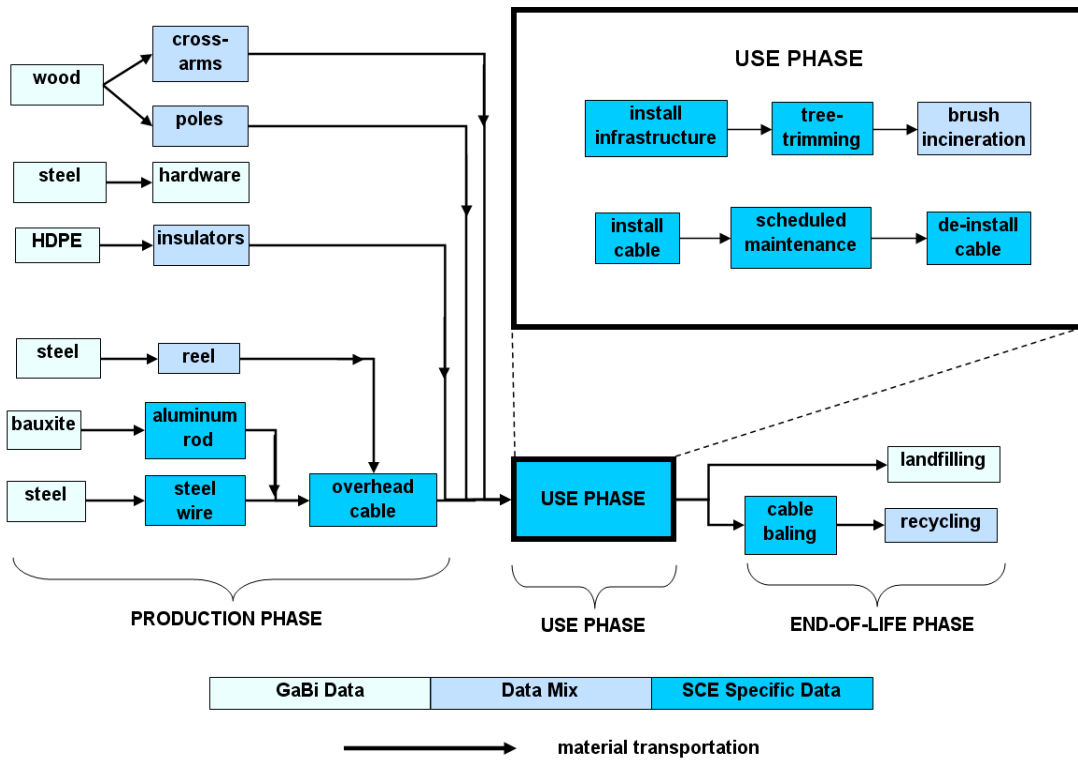 wood
cross-
arms
poles
steel
hardware
HDPE
insulators
steel
reel
bauxite
aluminum
rod
steel
steel
wire
overhead
cable
USE PHASE
install
infrastructure
tree-
trimming
brush
incineration
install
cable
scheduled
maintenance
de-install
cable
USE PHASE
landfilling
cable
baling
recycling
PRODUCTION PHASE
USE PHASE
END-OF-LIFE PHASE
GaBi Data
Data Mix
SCE Specific Data
material transportation